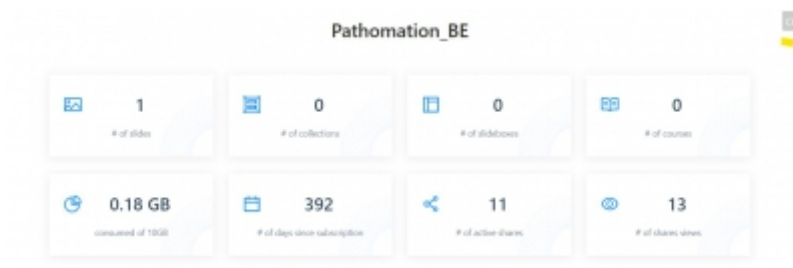 Pathomation_BE
1
# of slides
0
# of collections
0
# of slideboxes
0
# of courses
0.18 GB
consumed of 10GB
392
# of days since subscription
11
# of active shares
13
# of shares views